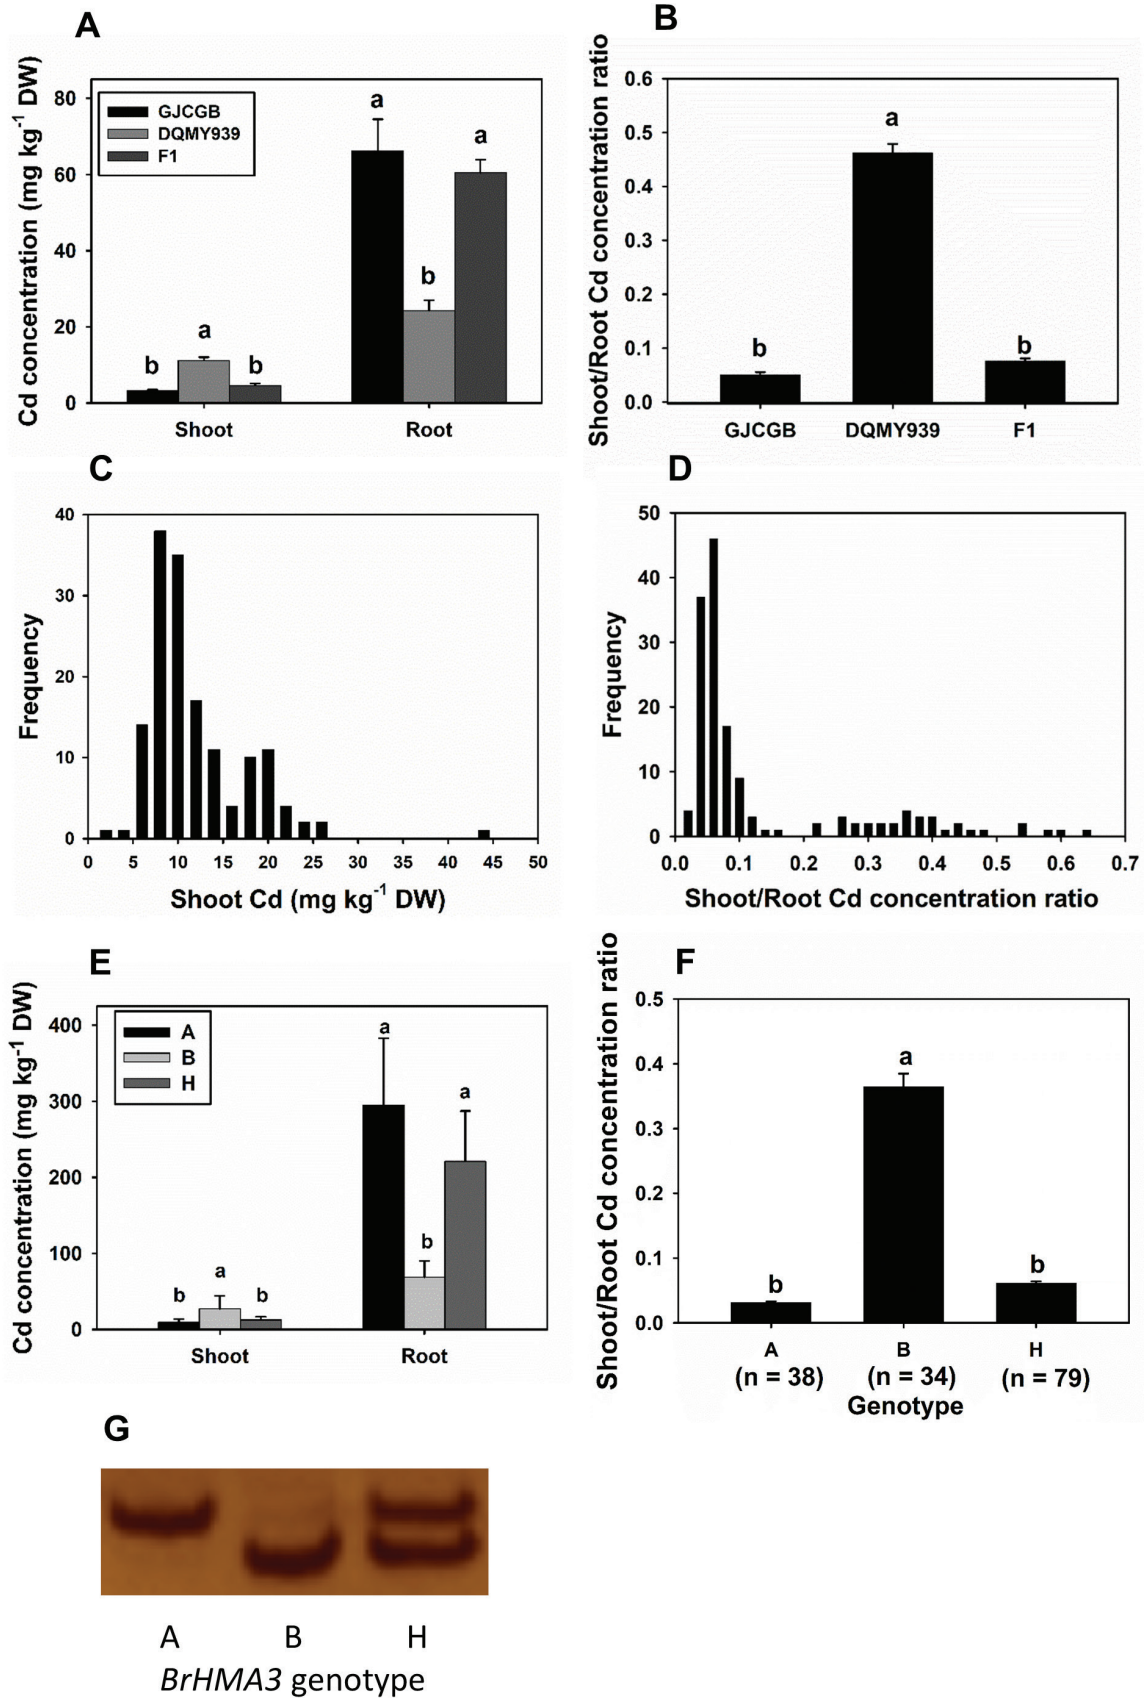 A
Cd concentration (mg kg⁻¹ DW)
80
60
40
20
0
GJCGB
DQMY939
F1
b
a
b
a
b
a
Shoot
Root
B
Shoot/Root Cd concentration ratio
0.6
0.5
0.4
0.3
0.2
0.1
0.0
b
a
b
GJCGB
DQMY939
F1
C
Frequency
40
30
20
10
0
0 5 10 15 20 25 30 35 40 45 50
Shoot Cd (mg kg⁻¹ DW)
D
Frequency
50
40
30
20
10
0
0.0 0.1 0.2 0.3 0.4 0.5 0.6 0.7
Shoot/Root Cd concentration ratio
E
Cd concentration (mg kg⁻¹ DW)
400
300
200
100
0
A
B
H
b
a
b
a
b
a
Shoot
Root
F
Shoot/Root Cd concentration ratio
0.5
0.4
0.3
0.2
0.1
0.0
b
a
b
A B H
(n = 38) (n = 34) (n = 79)
Genotype
G
A B H
BrHMA3 genotype